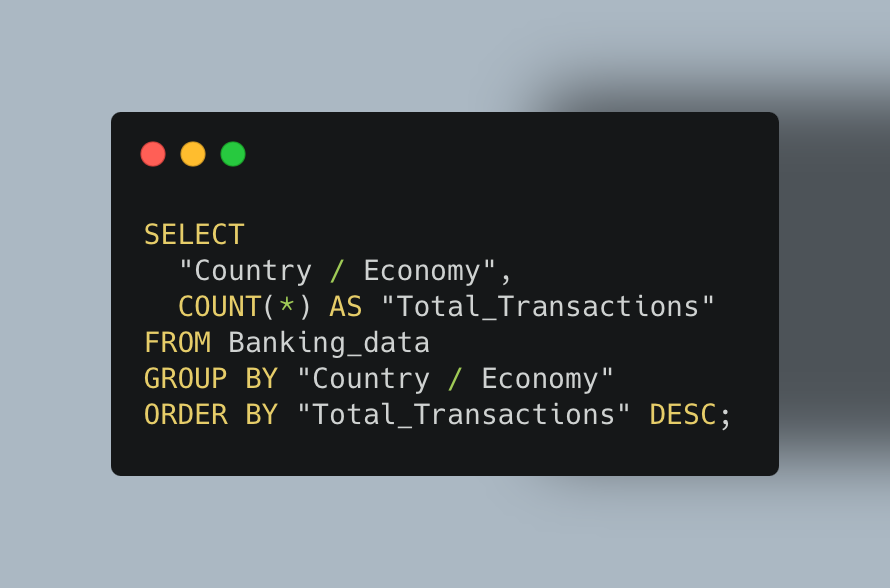 SELECT
  "Country / Economy",
  COUNT(*) AS "Total_Transactions"
FROM Banking_data
GROUP BY "Country / Economy"
ORDER BY "Total_Transactions" DESC;